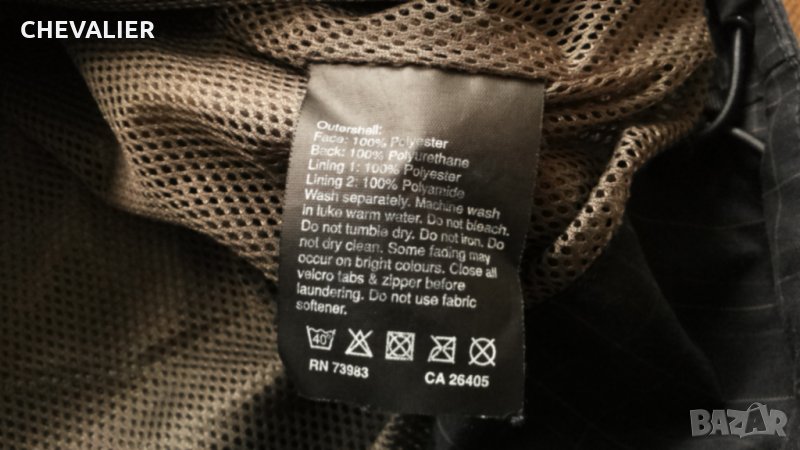 CHEVALIER
Outershell:
Face: 100% Polyester
Back: 100% Polyurethane
Lining 1: 100% Polyester
Lining 2: 100% Polyamide
Wash separately. Machine wash
in luke warm water. Do not bleach.
Do not tumble dry. Do not iron. Do
not dry clean. Some fading may
occur on bright colours. Close all
velcro tabs & zipper before
laundering. Do not use fabric
softener.
40°
RN 73983 CA 26405
BAZAR